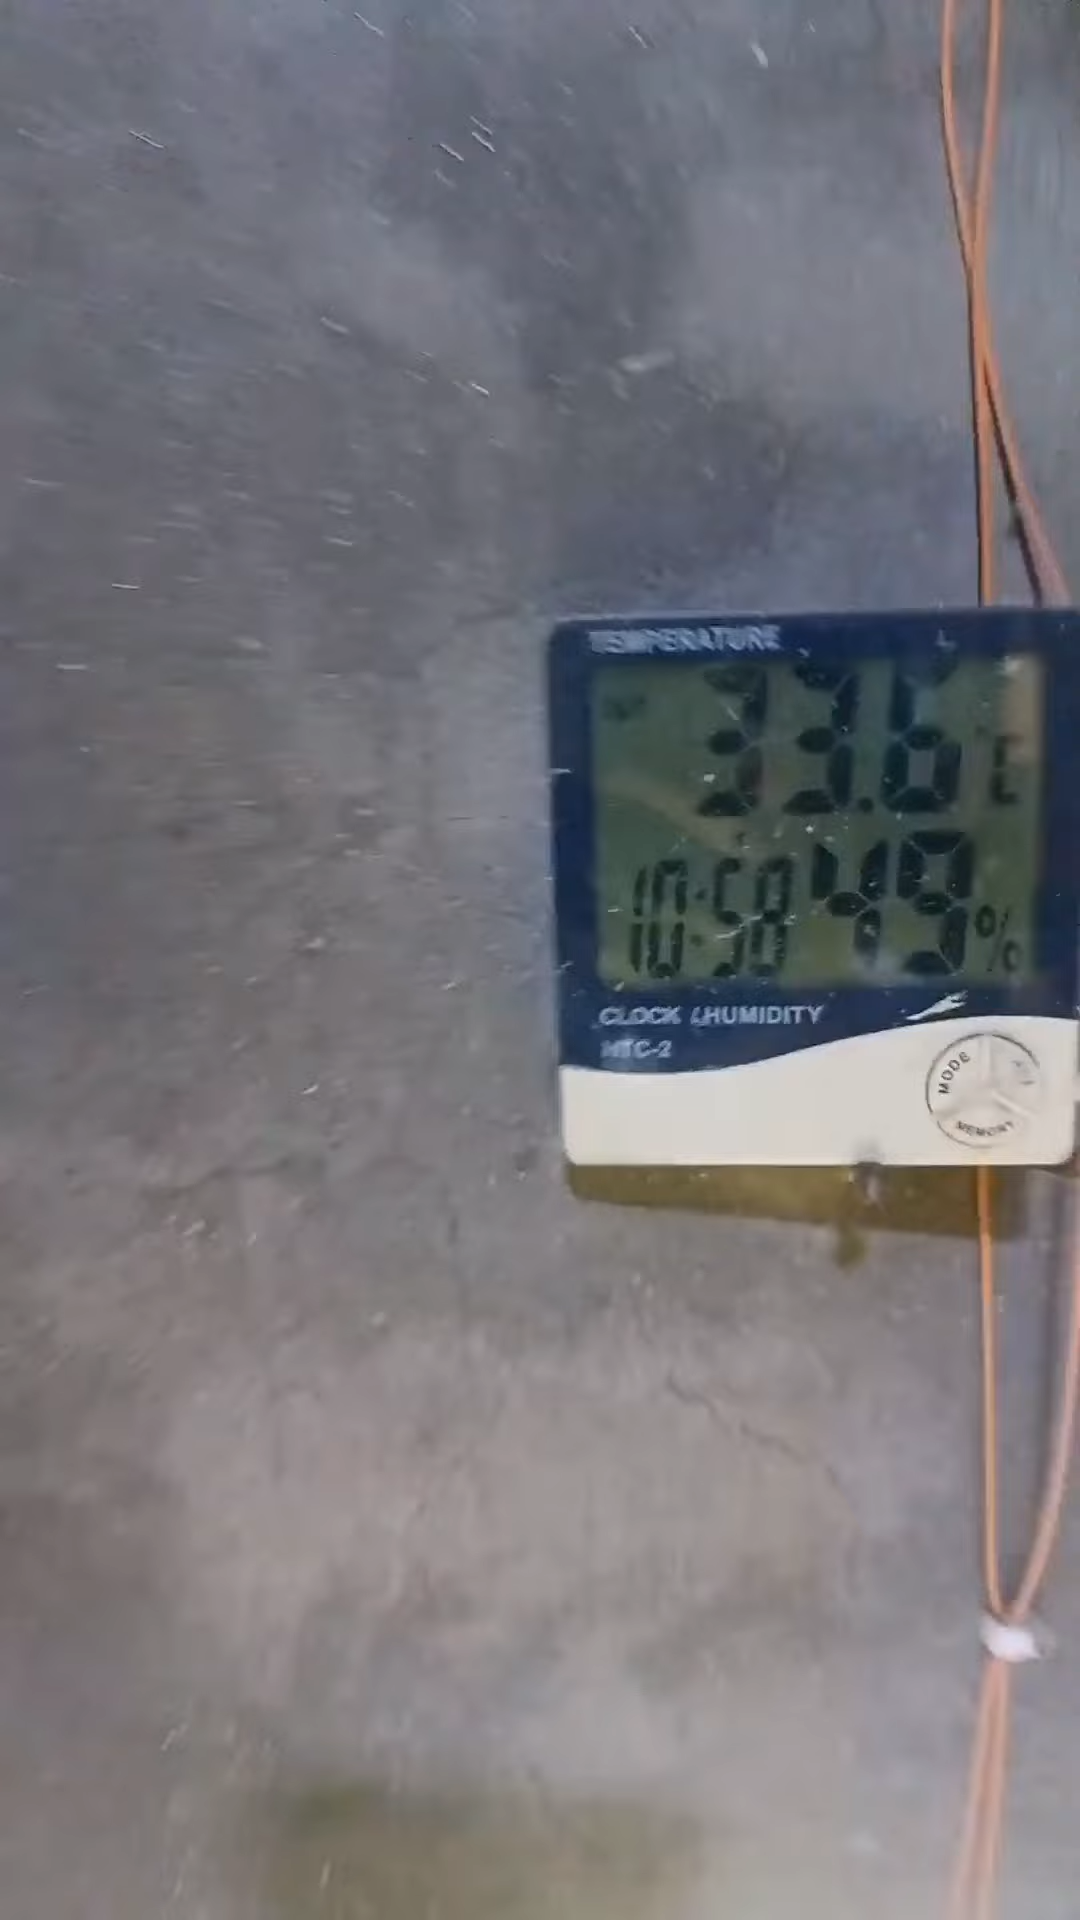 TEMPERATURE
33.6 °C
10:58 49%
CLOCK /HUMIDITY
HTC-2
MODE
MEMORY